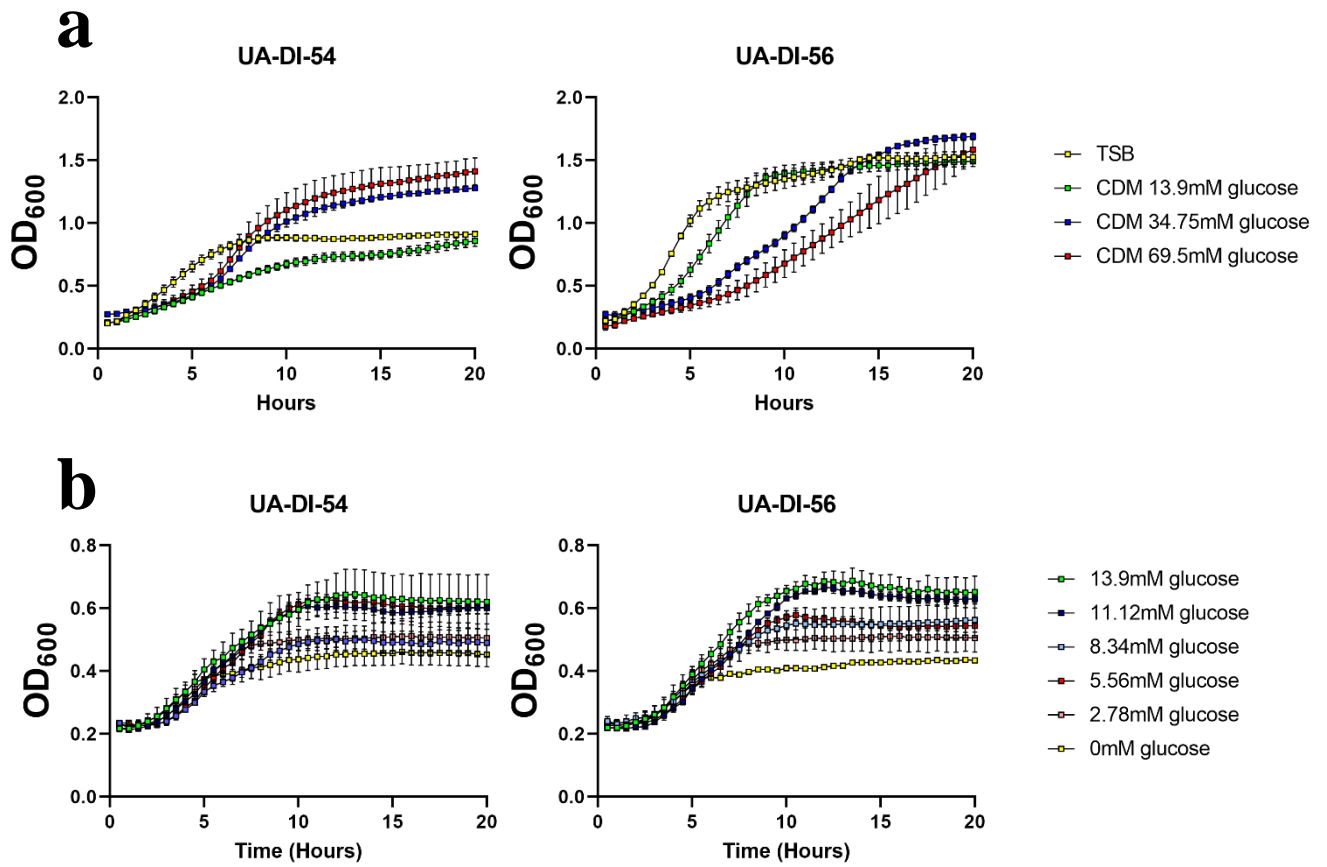 a
UA-DI-54
UA-DI-56
OD600
2.0
1.5
1.0
0.5
0.0
0 5 10 15 20
Hours
OD600
2.0
1.5
1.0
0.5
0.0
0 5 10 15 20
Hours
TSB
CDM 13.9mM glucose
CDM 34.75mM glucose
CDM 69.5mM glucose
b
UA-DI-54
UA-DI-56
OD600
0.8
0.6
0.4
0.2
0.0
0 5 10 15 20
Time (Hours)
OD600
0.8
0.6
0.4
0.2
0.0
0 5 10 15 20
Time (Hours)
13.9mM glucose
11.12mM glucose
8.34mM glucose
5.56mM glucose
2.78mM glucose
0mM glucose